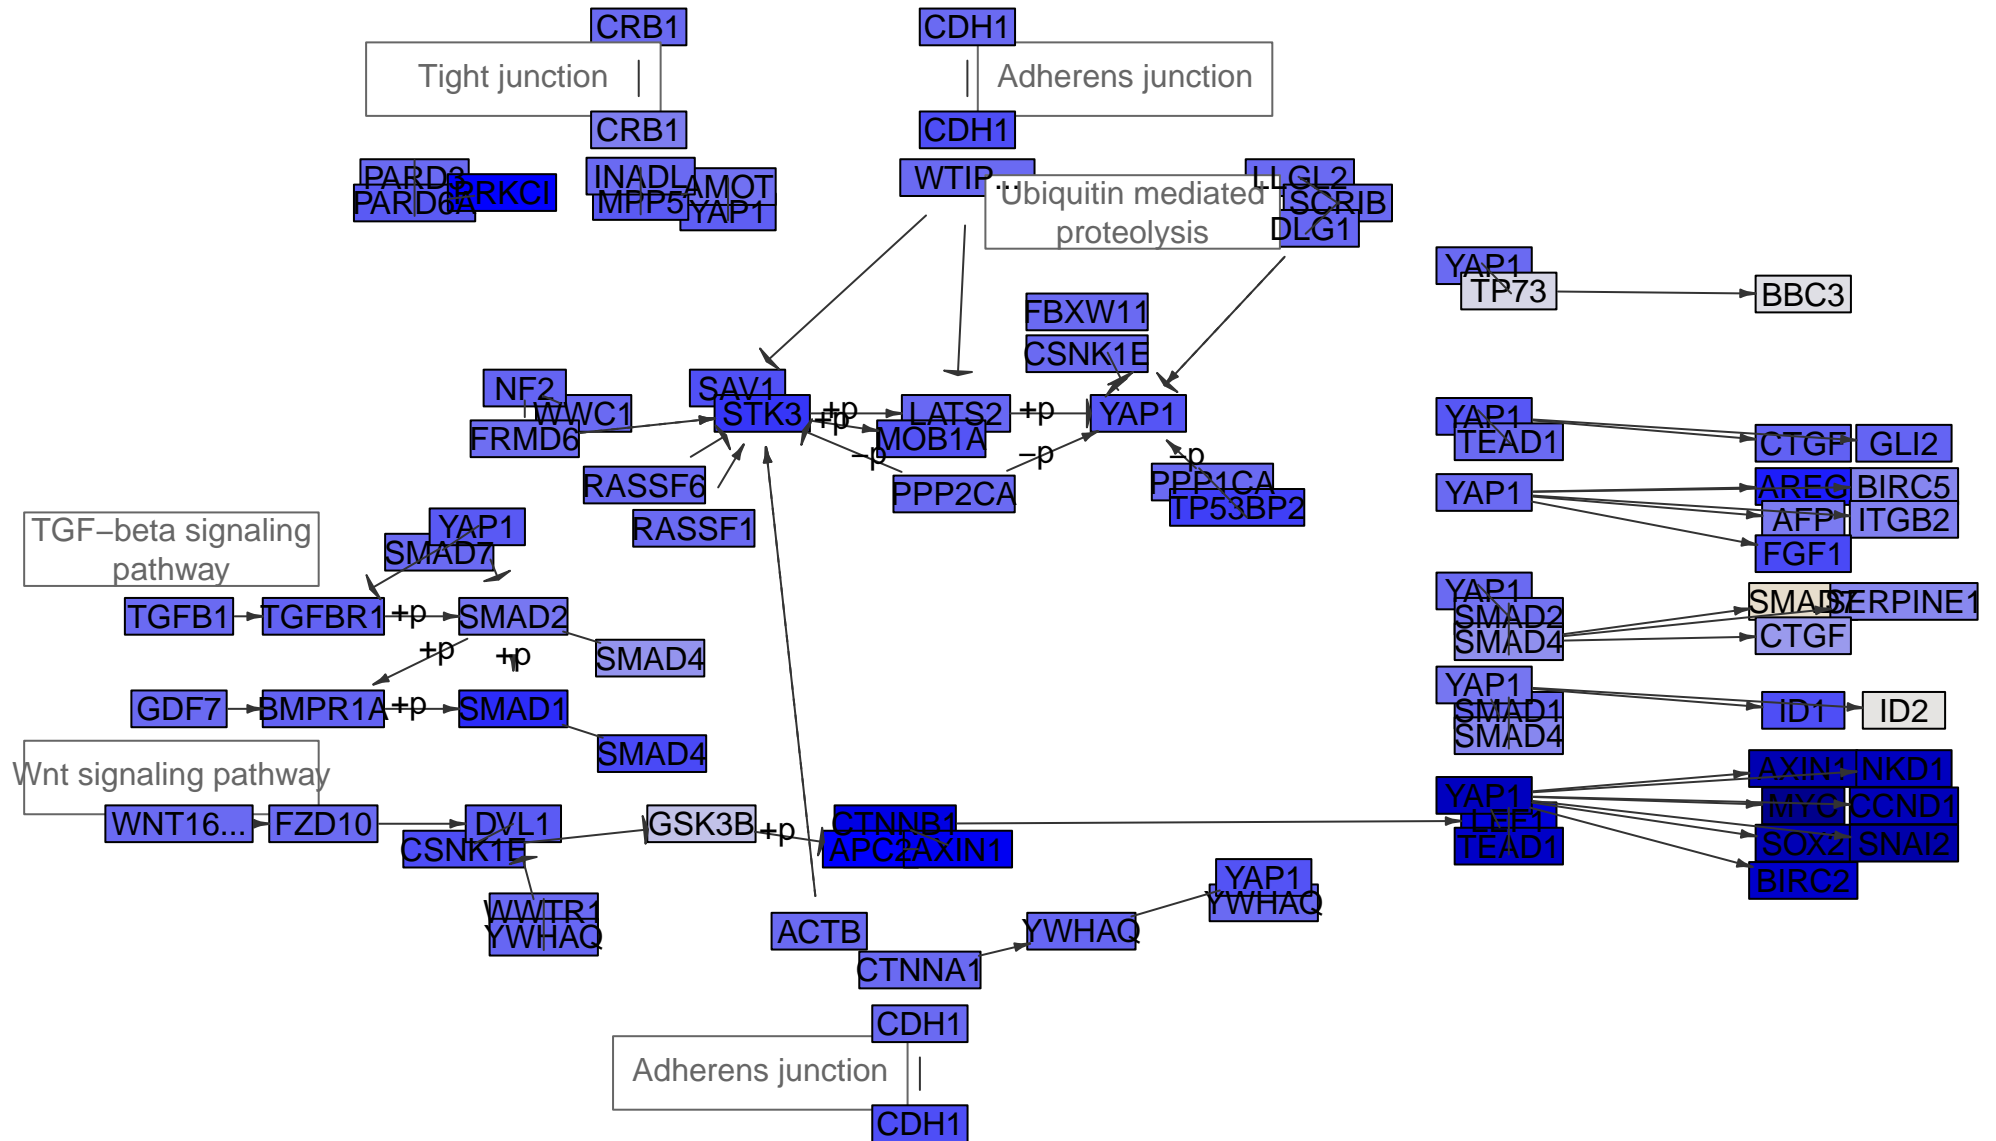 CRB1
CDH1
Tight junction
Adherens junction
CRB1
CDH1
PARD3
PARD6A
PRKCI
INADL
MPP5
AMOT
YAP1
WTIP...
Ubiquitin mediated
proteolysis
LLGL2
SCRIB
DLG1
YAP1
TP73
BBC3
FBXW11
CSNK1E
NF2
WWC1
FRMD6
SAV1
STK3
+p
+p
LATS2
MOB1A
+p
YAP1
−p
−p
−p
RASSF6
RASSF1
PPP2CA
PPP1CA
TP53BP2
YAP1
TEAD1
CTGF
GLI2
YAP1
AREG
BIRC5
AFP
ITGB2
FGF1
TGF−beta signaling
pathway
YAP1
SMAD7
TGFB1
TGFBR1
+p
SMAD2
SMAD4
+p
+p
GDF7
BMPR1A
+p
SMAD1
SMAD4
YAP1
SMAD2
SMAD4
SMAD7
SERPINE1
CTGF
YAP1
SMAD1
SMAD4
ID1
ID2
Wnt signaling pathway
WNT16...
FZD10
DVL1
CSNK1E
GSK3B
+p
CTNNB1
APC2
AXIN1
YAP1
LEF1
TEAD1
AXIN1
NKD1
MYC
CCND1
SOX2
SNAI2
BIRC2
WWTR1
YWHAQ
ACTB
CTNNA1
YWHAQ
YAP1
YWHAQ
CDH1
Adherens junction
CDH1